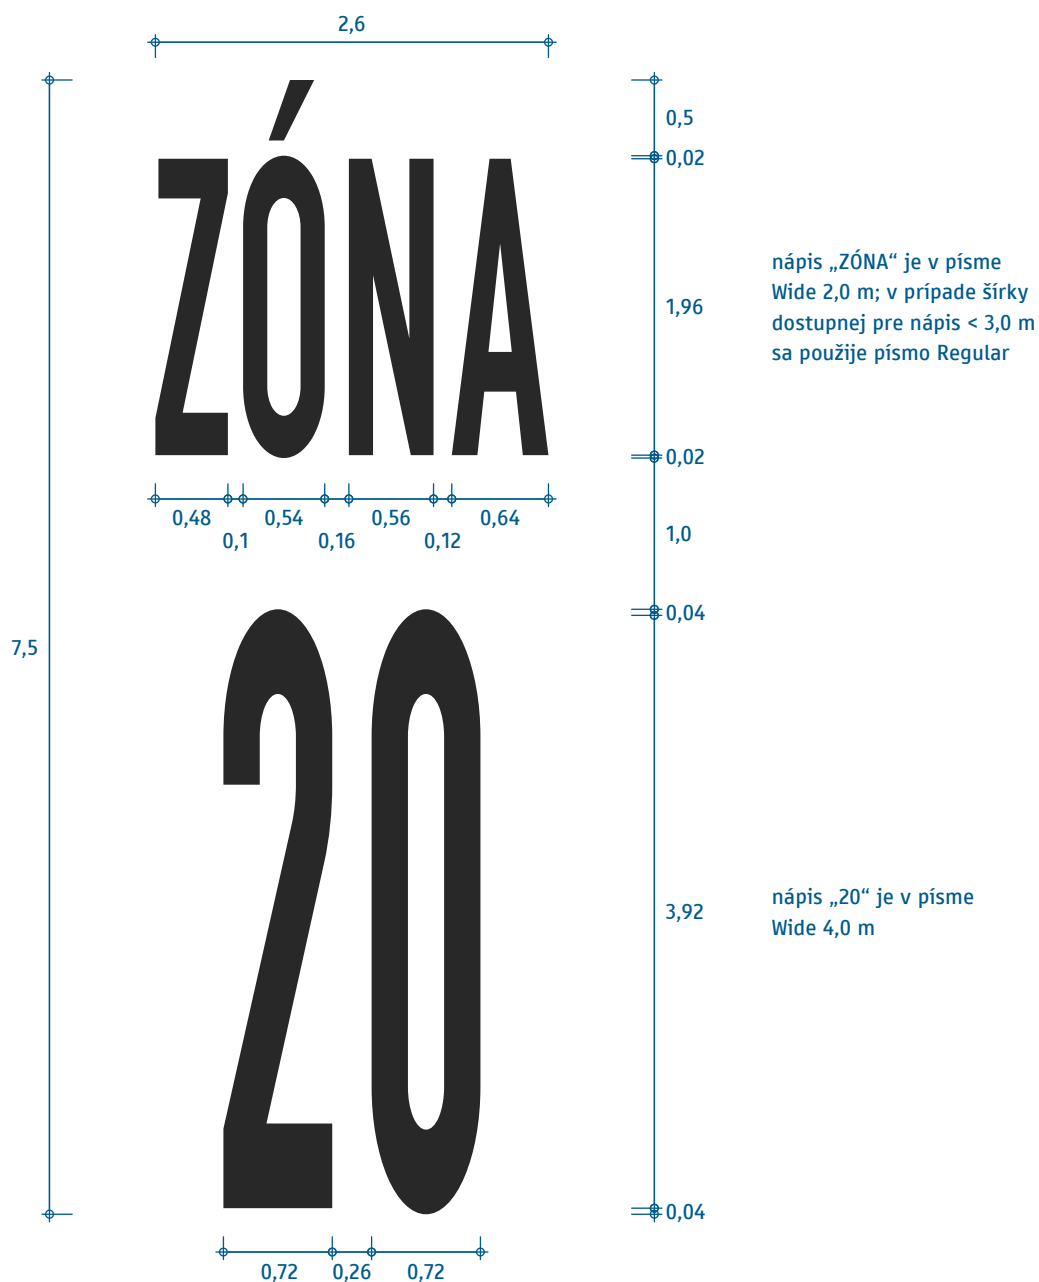 2,6
0,5
0,02
ZÓNA
nápis „ZÓNA“ je v písme
Wide 2,0 m; v prípade šírky
dostupnej pre nápis < 3,0 m
sa použije písmo Regular
1,96
0,02
0,48 0,54 0,56 0,64
0,1 0,16 0,12
1,0
0,04
7,5
20
nápis „20“ je v písme
Wide 4,0 m
3,92
0,04
0,72 0,26 0,72